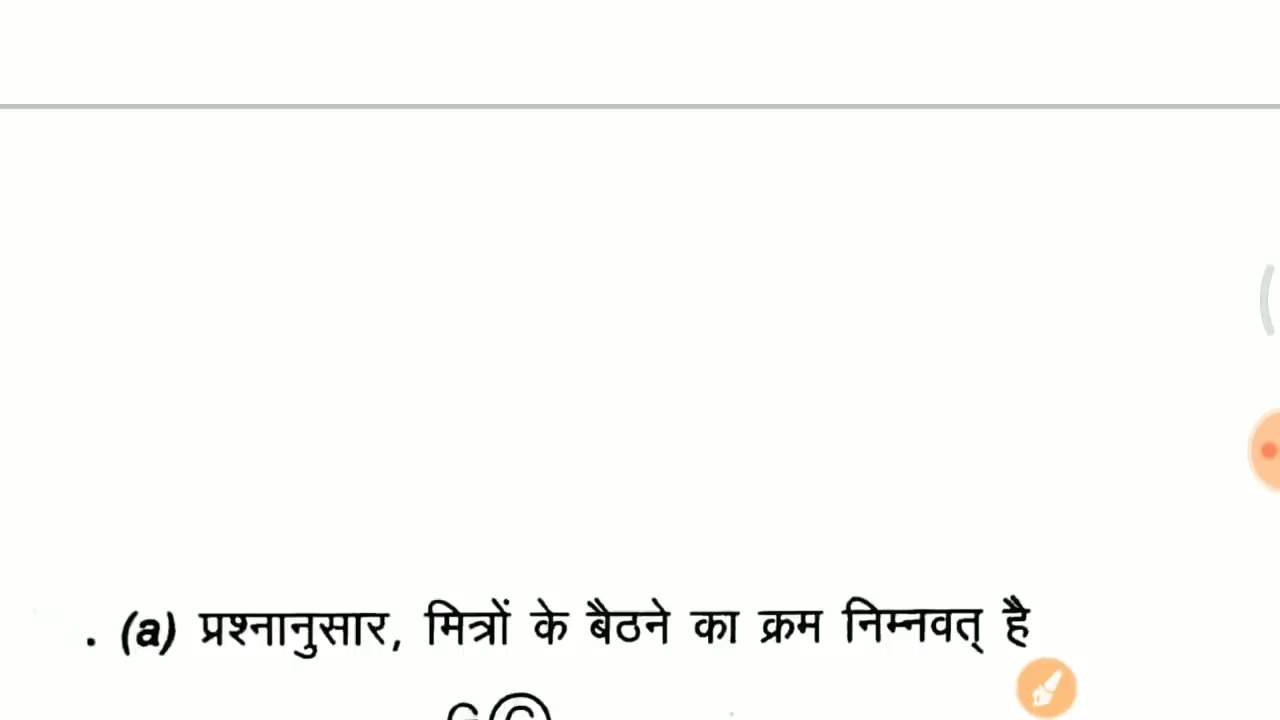 . (a) प्रश्नानुसार, मित्रों के बैठने का क्रम निम्नवत् है